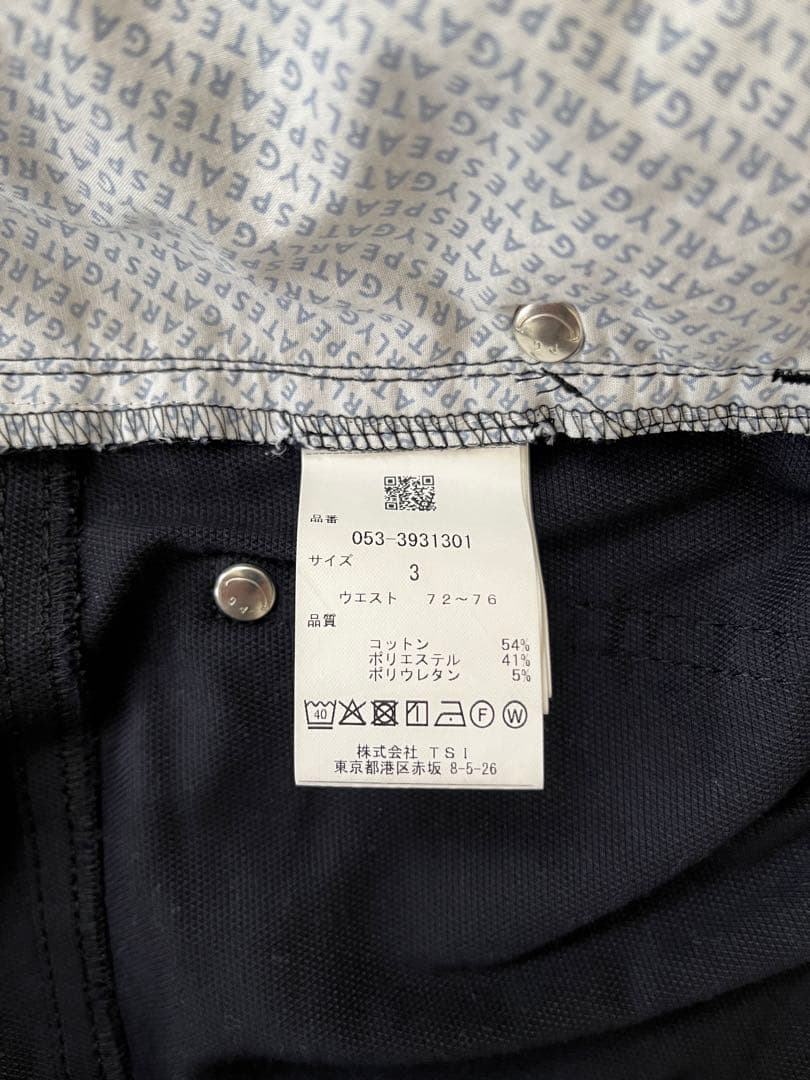 PEARLYGATESPEARLYGATESPEARLYGATES
品番
053-3931301
サイズ
3
ウエスト 72~76
品質
コットン 54%
ポリエステル 41%
ポリウレタン 5%
40 F W
株式会社 TSI
東京都港区赤坂 8-5-26